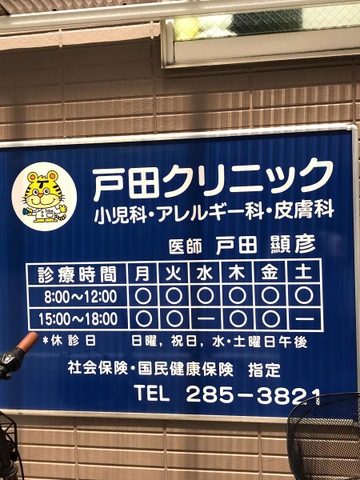 戸田クリニック
小児科・アレルギー科・皮膚科
医師 戸田 顯彦
診療時間 月 火 水 木 金 土
8:00～12:00 ○ ○ ○ ○ ○ ○
15:00～18:00 ○ ○ － ○ ○ －
*休診日 日曜,祝日,水・土曜日午後
社会保険・国民健康保険 指定
TEL 285-3821